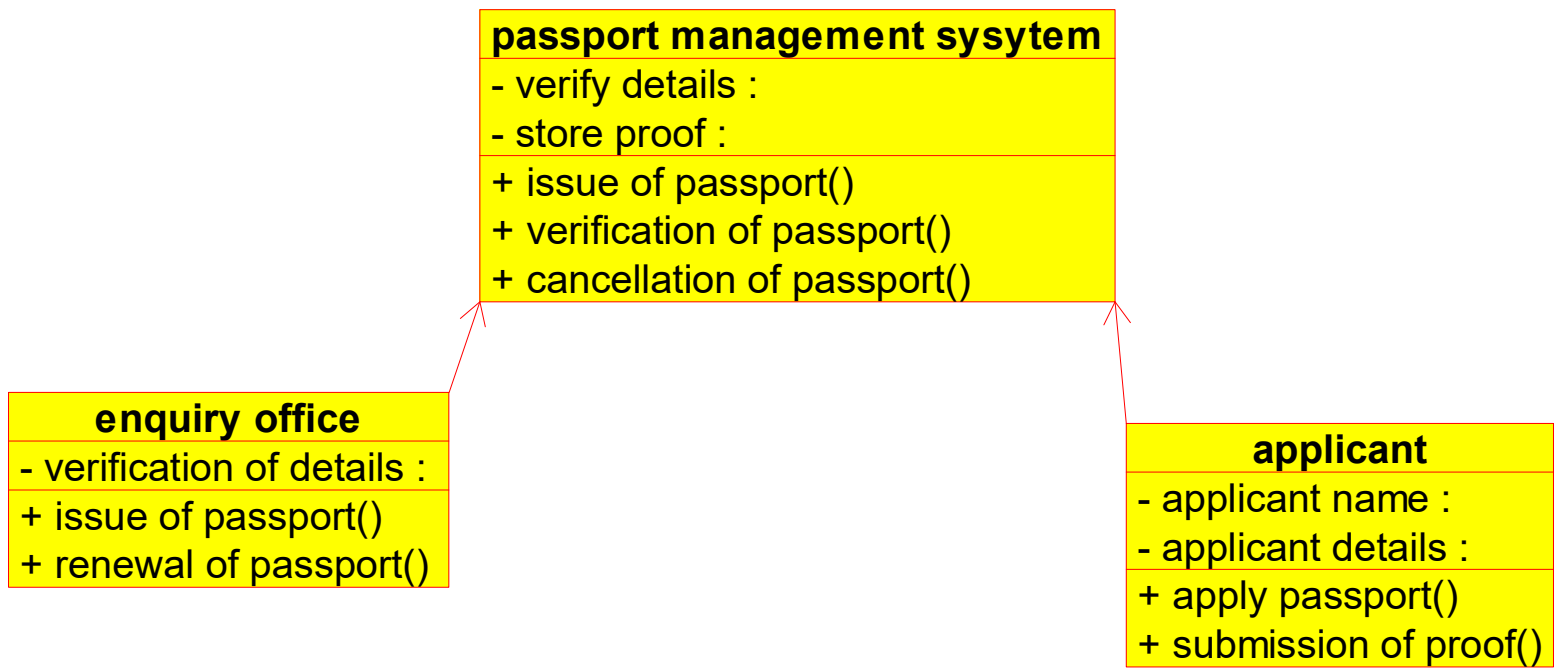 passport management sysytem
- verify details :
- store proof :
+ issue of passport()
+ verification of passport()
+ cancellation of passport()
enquiry office
- verification of details :
+ issue of passport()
+ renewal of passport()
applicant
- applicant name :
- applicant details :
+ apply passport()
+ submission of proof()